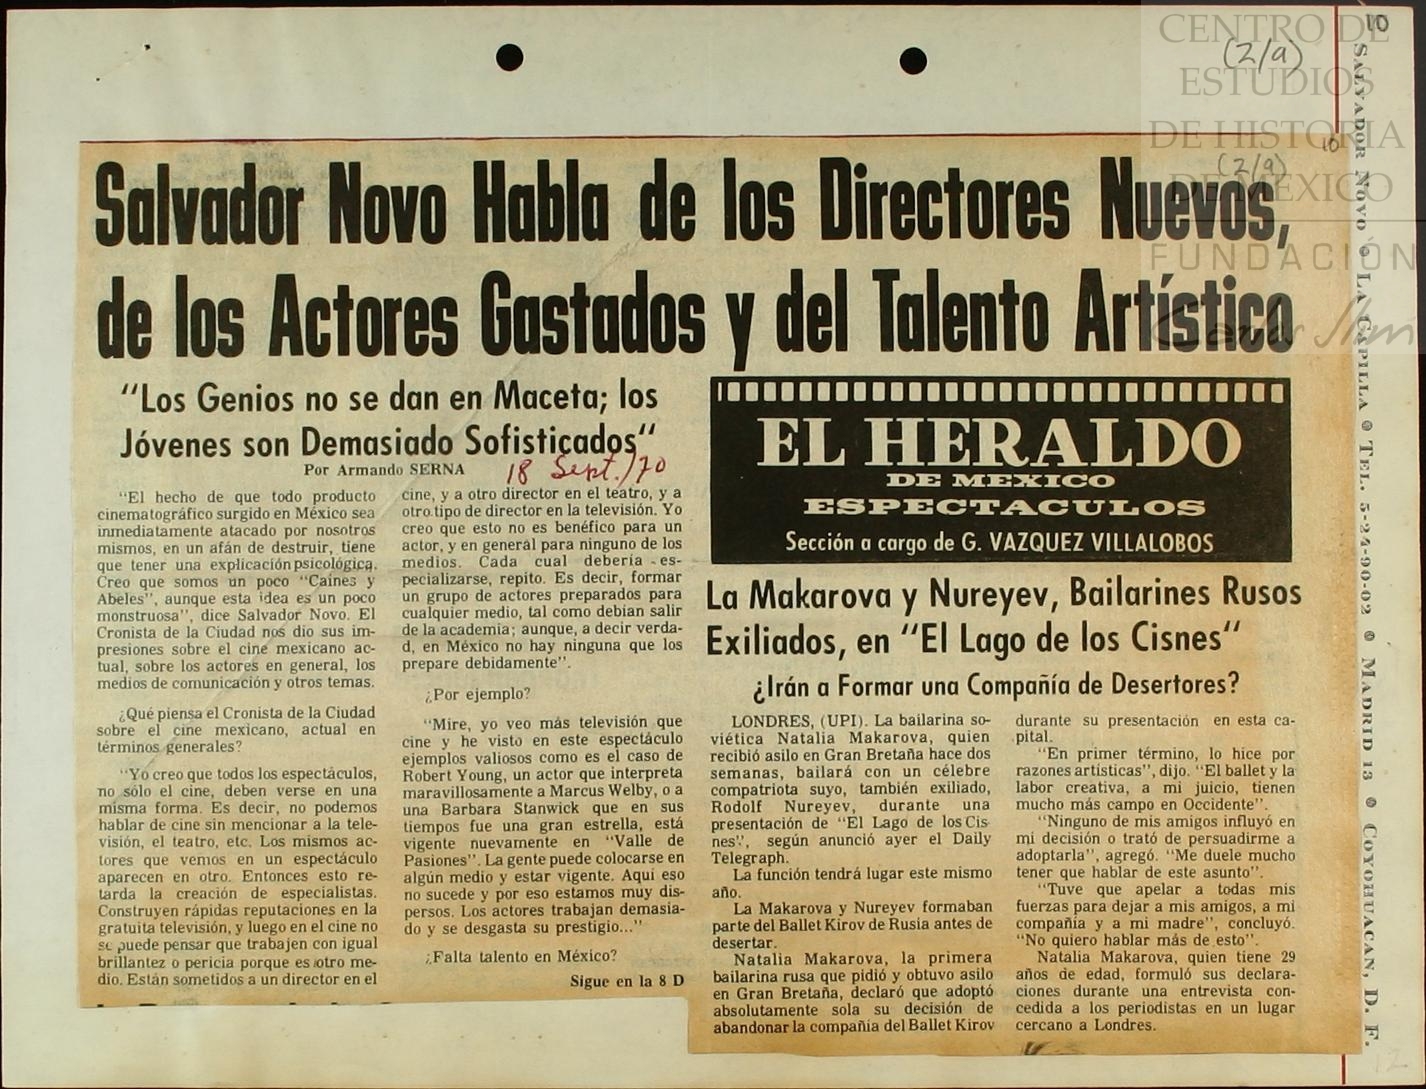 CENTRO DE
ESTUDIOS
DE HISTORIA
DE MÉXICO
FUNDACIÓN
Carlos Slim
10
(2/9)
10
(2/9)
SALVADOR NOVO LA CAPILLA TEL. 5-24-90-02 MADRID 13 COYOHUACAN, D. F.
Salvador Novo Habla de los Directores Nuevos,
de los Actores Gastados y del Talento Artístico
"Los Genios no se dan en Maceta; los
Jóvenes son Demasiado Sofisticados"
Por Armando SERNA
18 Sept./70
"El hecho de que todo producto
cinematográfico surgido en México sea
inmediatamente atacado por nosotros
mismos, en un afán de destruir, tiene
que tener una explicación psicológica.
Creo que somos un poco "Caínes y
Abeles", aunque esta idea es un poco
monstruosa", dice Salvador Novo. El
Cronista de la Ciudad nos dio sus im-
presiones sobre el cine mexicano ac-
tual, sobre los actores en general, los
medios de comunicación y otros temas.
¿Qué piensa el Cronista de la Ciudad
sobre el cine mexicano, actual en
términos generales?
"Yo creo que todos los espectáculos,
no sólo el cine, deben verse en una
misma forma. Es decir, no podemos
hablar de cine sin mencionar a la tele-
visión, el teatro, etc. Los mismos ac-
tores que vemos en un espectáculo
aparecen en otro. Entonces esto re-
tarda la creación de especialistas.
Construyen rápidas reputaciones en la
gratuita televisión, y luego en el cine no
se puede pensar que trabajen con igual
brillantez o pericia porque es otro me-
dio. Están sometidos a un director en el
cine, y a otro director en el teatro, y a
otro tipo de director en la televisión. Yo
creo que esto no es benéfico para un
actor, y en general para ninguno de los
medios. Cada cual debería es-
pecializarse, repito. Es decir, formar
un grupo de actores preparados para
cualquier medio, tal como debian salir
de la academia; aunque, a decir verda-
d, en México no hay ninguna que los
prepare debidamente".
¿Por ejemplo?
"Mire, yo veo más televisión que
cine y he visto en este espectáculo
ejemplos valiosos como es el caso de
Robert Young, un actor que interpreta
maravillosamente a Marcus Welby, o a
una Barbara Stanwick que en sus
tiempos fue una gran estrella, está
vigente nuevamente en "Valle de
Pasiones". La gente puede colocarse en
algún medio y estar vigente. Aquí eso
no sucede y por eso estamos muy dis-
persos. Los actores trabajan demasia-
do y se desgasta su prestigio..."
¿Falta talento en México?
Sigue en la 8 D
EL HERALDO
DE MEXICO
ESPECTACULOS
Sección a cargo de G. VAZQUEZ VILLALOBOS
La Makarova y Nureyev, Bailarines Rusos
Exiliados, en "El Lago de los Cisnes"
¿Irán a Formar una Compañía de Desertores?
LONDRES, (UPI). La bailarina so-
viética Natalia Makarova, quien
recibió asilo en Gran Bretaña hace dos
semanas, bailará con un célebre
compatriota suyo, también exiliado,
Rodolf Nureyev, durante una
presentación de "El Lago de los Cis
nes", según anunció ayer el Daily
Telegraph.
La función tendrá lugar este mismo
año.
La Makarova y Nureyev formaban
parte del Ballet Kirov de Rusia antes de
desertar.
Natalia Makarova, la primera
bailarina rusa que pidió y obtuvo asilo
en Gran Bretaña, declaró que adoptó
absolutamente sola su decisión de
abandonar la compañía del Ballet Kirov
durante su presentación en esta ca-
pital.
"En primer término, lo hice por
razones artísticas", dijo. "El ballet y la
labor creativa, a mi juicio, tienen
mucho más campo en Occidente".
"Ninguno de mis amigos influyó en
mi decisión o trató de persuadirme a
adoptarla", agregó. "Me duele mucho
tener que hablar de este asunto".
"Tuve que apelar a todas mis
fuerzas para dejar a mis amigos, a mi
compañía y a mi madre", concluyó.
"No quiero hablar más de esto".
Natalia Makarova, quien tiene 29
años de edad, formuló sus declara-
ciones durante una entrevista con-
cedida a los periodistas en un lugar
cercano a Londres.
12